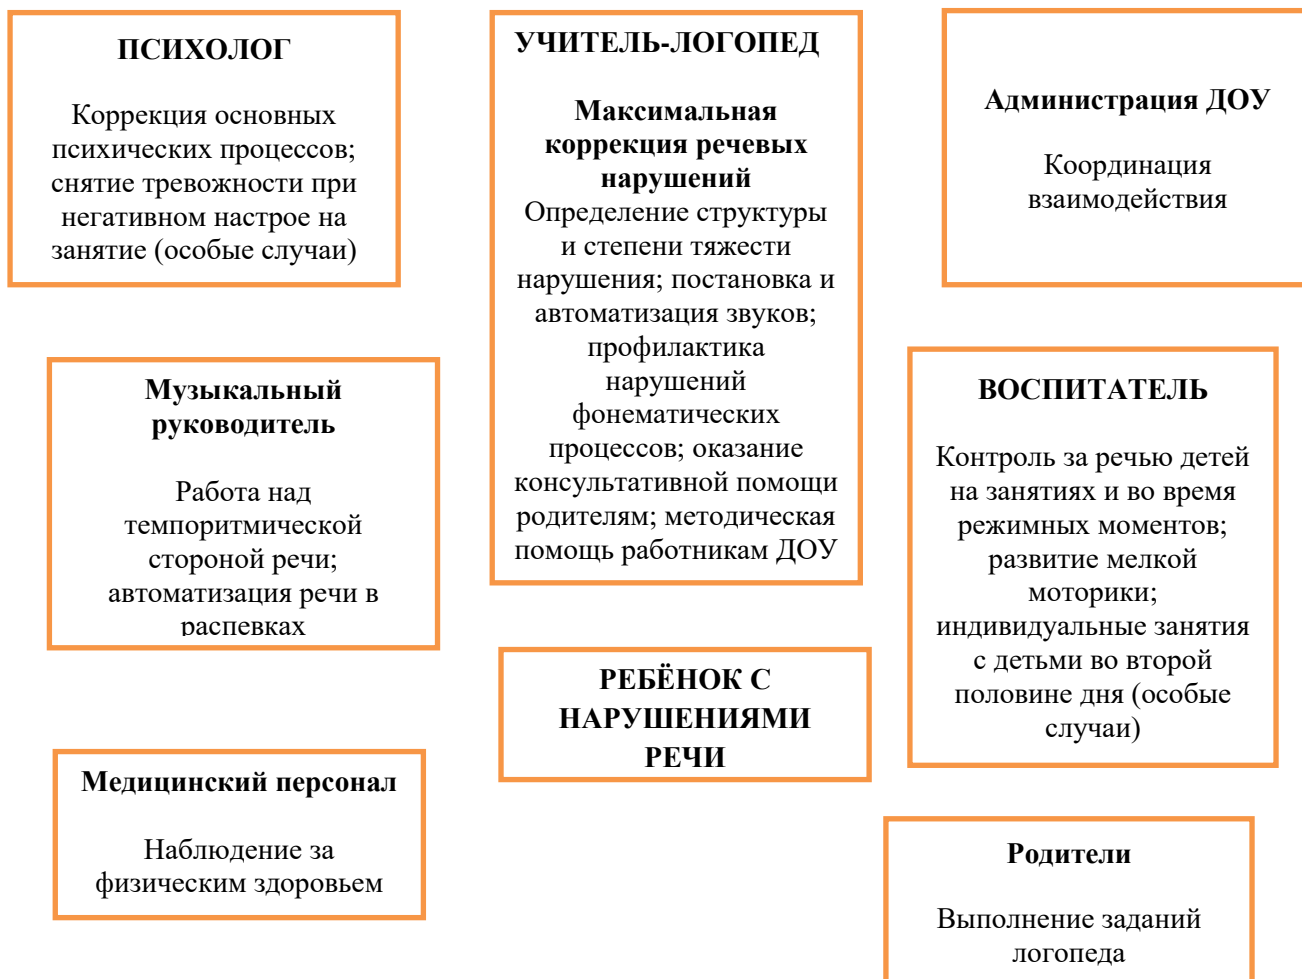 ПСИХОЛОГ
Коррекция основных
психических процессов;
снятие тревожности при
негативном настрое на
занятие (особые случаи)
УЧИТЕЛЬ-ЛОГОПЕД
Максимальная
коррекция речевых
нарушений
Определение структуры
и степени тяжести
нарушения; постановка и
автоматизация звуков;
профилактика
нарушений
фонематических
процессов; оказание
консультативной помощи
родителям; методическая
помощь работникам ДОУ
Администрация ДОУ
Координация
взаимодействия
Музыкальный
руководитель
Работа над
темпоритмической
стороной речи;
автоматизация речи в
распевках
ВОСПИТАТЕЛЬ
Контроль за речью детей
на занятиях и во время
режимных моментов;
развитие мелкой
моторики;
индивидуальные занятия
с детьми во второй
половине дня (особые
случаи)
РЕБЁНОК С
НАРУШЕНИЯМИ
РЕЧИ
Медицинский персонал
Наблюдение за
физическим здоровьем
Родители
Выполнение заданий
логопеда